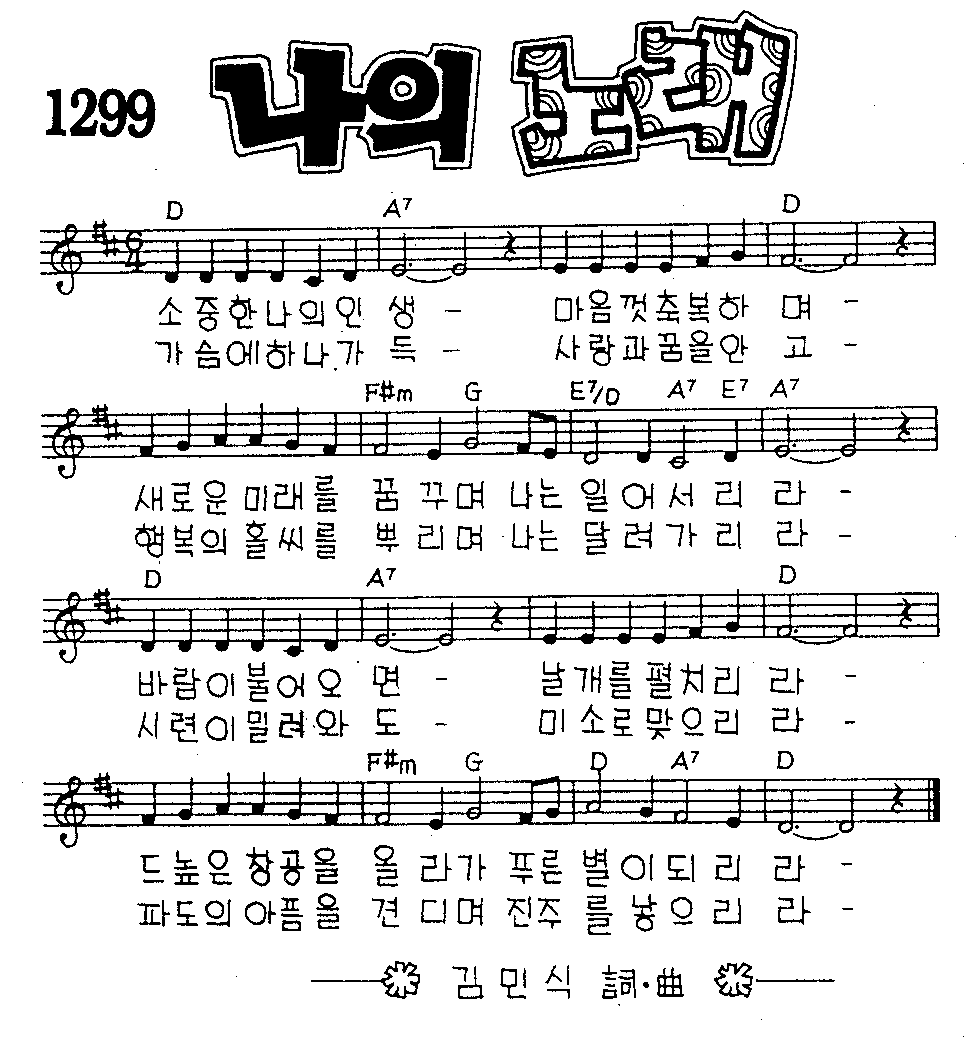 1299 나의 노래
D A7 D
6/4
소중한나의인 생 - 마음껏축복하 며 -
가슴에하나가 득 - 사랑과꿈을안 고 -
F#m G E7/D A7 E7 A7
새로운미래를 꿈 꾸며 나는 일 어서 리 라 -
행복의홀씨를 뿌 리며 나는 달 려가 리 라 -
D A7 D
바람이불어오 면 - 날개를펼치리 라 -
시련이밀려와 도 - 미소로맞으리 라 -
F#m G D A7 D
드높은창공을 올 라가 푸른 별 이되 리 라 -
파도의아픔을 견 디며 진주 를 낳으 리 라 -
김민식 詞·曲